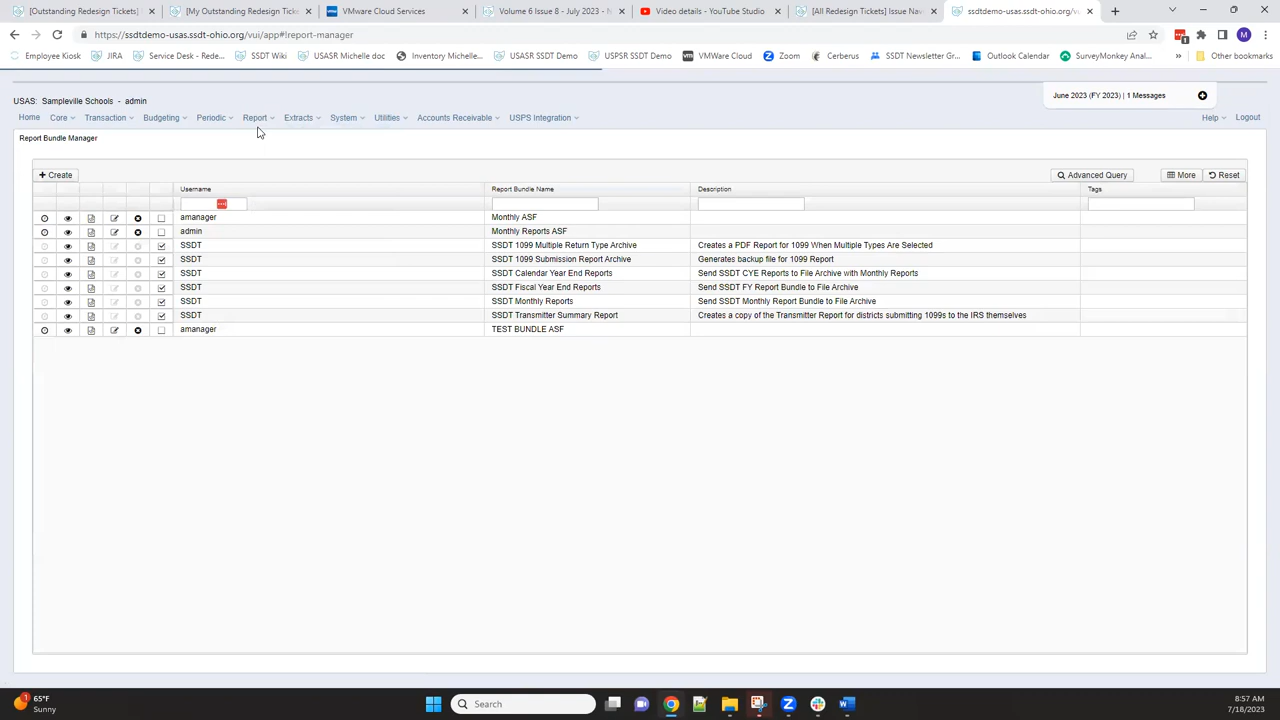 [Outstanding Redesign Tickets]
[My Outstanding Redesign Ticke
VMware Cloud Services
Volume 6 Issue 8 - July 2023 - N
Video details - YouTube Studio
[All Redesign Tickets] Issue Nav
ssdtdemo-usas.ssdt-ohio.org/vu
https://ssdtdemo-usas.ssdt-ohio.org/vui/app#!report-manager
Employee Kiosk JIRA Service Desk - Rede... SSDT Wiki USASR Michelle doc Inventory Michelle... USASR SSDT Demo USPSR SSDT Demo VMWare Cloud Zoom Cerberus SSDT Newsletter Gr... Outlook Calendar SurveyMonkey Anal... » Other bookmarks
USAS: Sampleville Schools - admin
June 2023 (FY 2023) | 1 Messages
Home Core Transaction Budgeting Periodic Report Extracts System Utilities Accounts Receivable USPS Integration Help Logout
Report Bundle Manager
+ Create Advanced Query More Reset
Username Report Bundle Name Description Tags
amanager Monthly ASF
admin Monthly Reports ASF
SSDT SSDT 1099 Multiple Return Type Archive Creates a PDF Report for 1099 When Multiple Types Are Selected
SSDT SSDT 1099 Submission Report Archive Generates backup file for 1099 Report
SSDT SSDT Calendar Year End Reports Send SSDT CYE Reports to File Archive with Monthly Reports
SSDT SSDT Fiscal Year End Reports Send SSDT FY Report Bundle to File Archive
SSDT SSDT Monthly Reports Send SSDT Monthly Report Bundle to File Archive
SSDT SSDT Transmitter Summary Report Creates a copy of the Transmitter Report for districts submitting 1099s to the IRS themselves
amanager TEST BUNDLE ASF
65°F
Sunny
Search
8:57 AM
7/18/2023